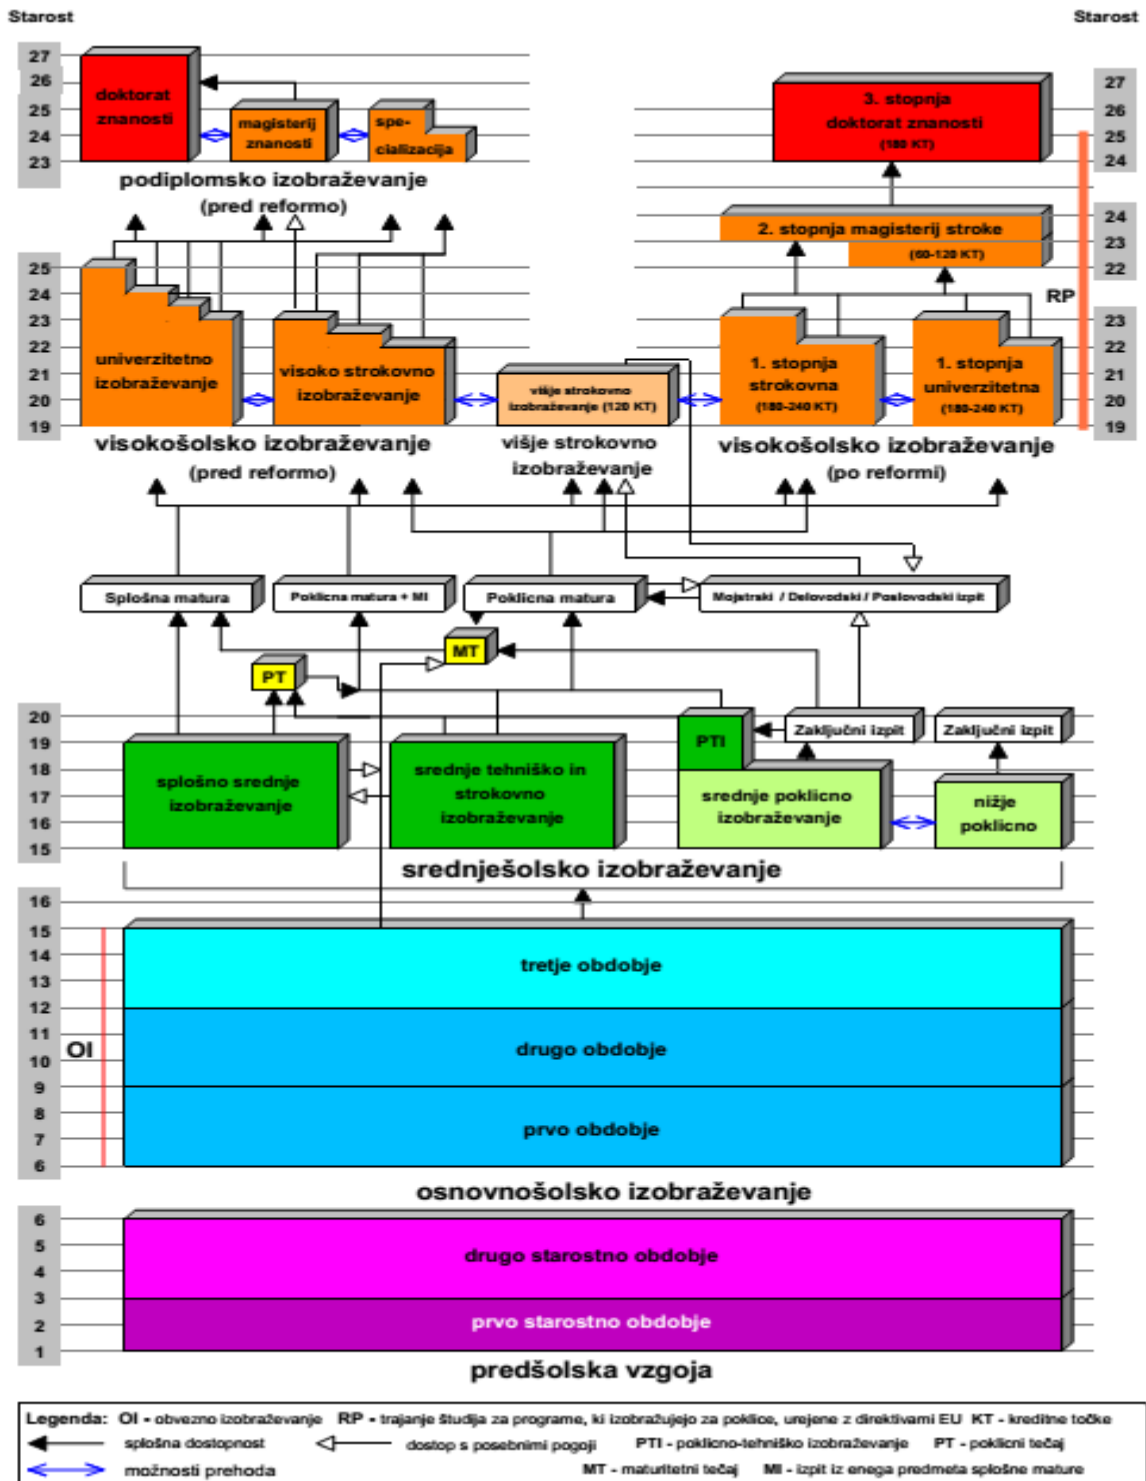 Starost
Starost
27
26
25
24
23
doktorat
znanosti
magisterij
znanosti
spe-
cializacija
podiplomsko izobraževanje
(pred reformo)
27
26
25
24
3. stopnja
doktorat znanosti
(180 KT)
24
23
22
2. stopnja magisterij stroke
(60-120 KT)
RP
25
24
23
22
21
20
19
univerzitetno
izobraževanje
visoko strokovno
izobraževanje
višje strokovno
izobraževanje (120 KT)
1. stopnja
strokovna
(180-240 KT)
1. stopnja
univerzitetna
(180-240 KT)
23
22
21
20
19
visokošolsko izobraževanje
(pred reformo)
višje strokovno
izobraževanje
visokošolsko izobraževanje
(po reformi)
Splošna matura
Poklicna matura + MI
Poklicna matura
Mojstrski / Delovodski / Poslovodski izpit
MT
PT
20
19
18
17
16
15
splošno srednje
izobraževanje
srednje tehniško in
strokovno
izobraževanje
PTI
Zaključni izpit
Zaključni izpit
srednje poklicno
izobraževanje
nižje
poklicno
srednješolsko izobraževanje
16
15
14
13
12
11
10
9
8
7
6
OI
tretje obdobje
drugo obdobje
prvo obdobje
osnovnošolsko izobraževanje
6
5
4
3
2
1
drugo starostno obdobje
prvo starostno obdobje
predšolska vzgoja
Legenda: OI - obvezno izobraževanje RP - trajanje študija za programe, ki izobražujejo za poklice, urejene z direktivami EU KT - kreditne točke
splošna dostopnost dostop s posebnimi pogoji PTI - poklicno-tehniško izobraževanje PT - poklicni tečaj
možnosti prehoda MT - maturitetni tečaj MI - izpit iz enega predmeta splošne mature